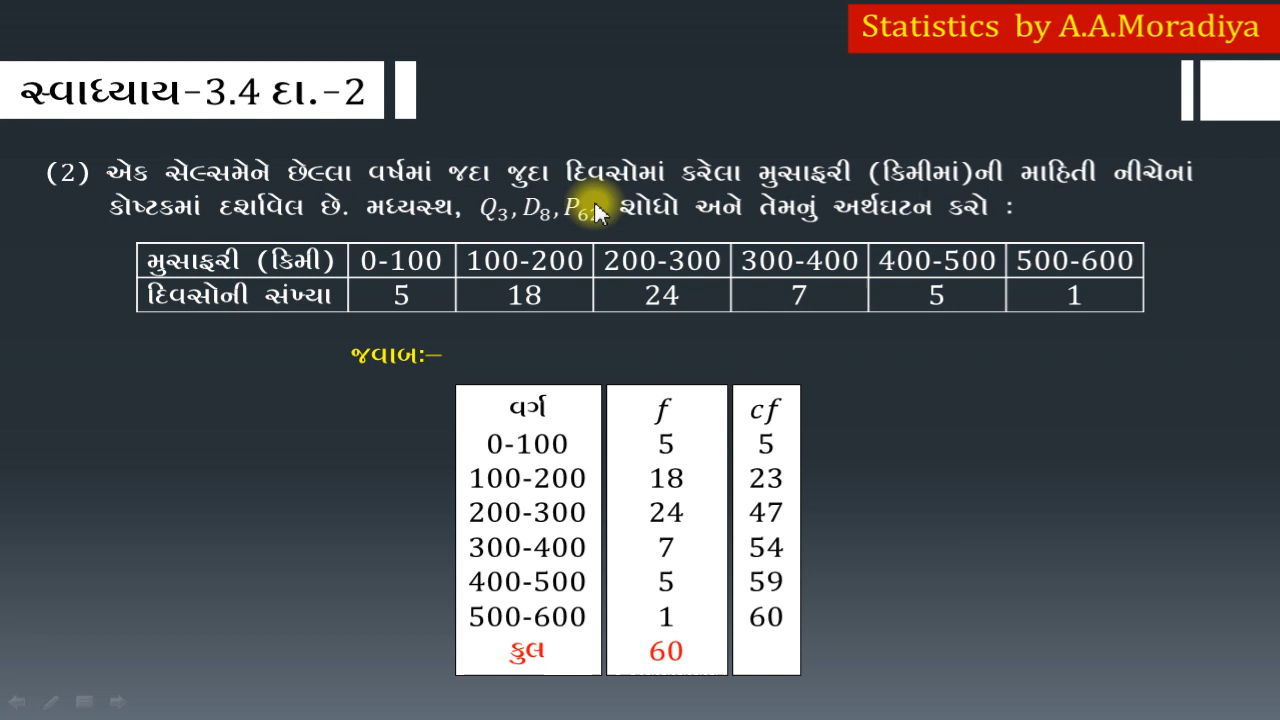 Statistics by A.A.Moradiya
સ્વાધ્યાય-3.4 દા.-2
(2) એક સેલ્સમેને છેલ્લા વર્ષમાં જદા જુદા દિવસોમાં કરેલા મુસાફરી (કિમીમાં)ની માહિતી નીચેનાં
કોષ્ટકમાં દર્શાવેલ છે. મધ્યસ્થ, Q₃, D₈, શોધો અને તેમનું અર્થઘટન કરો :
મુસાફરી (કિમી) 0-100 100-200 200-300 300-400 400-500 500-600
દિવસોની સંખ્યા 5 18 24 7 5 1
જવાબ:–
વર્ગ f cf
0-100 5 5
100-200 18 23
200-300 24 47
300-400 7 54
400-500 5 59
500-600 1 60
કુલ 60